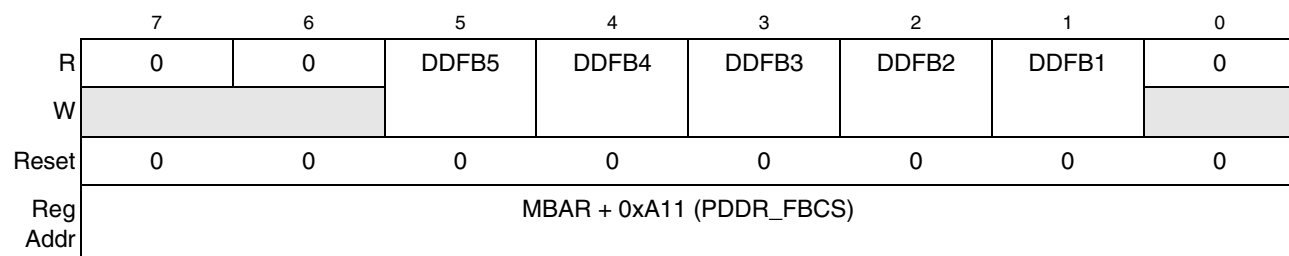 7 6 5 4 3 2 1 0
R 0 0 DDFB5 DDFB4 DDFB3 DDFB2 DDFB1 0
W
Reset 0 0 0 0 0 0 0 0
Reg MBAR + 0xA11 (PDDR_FBCS)
Addr